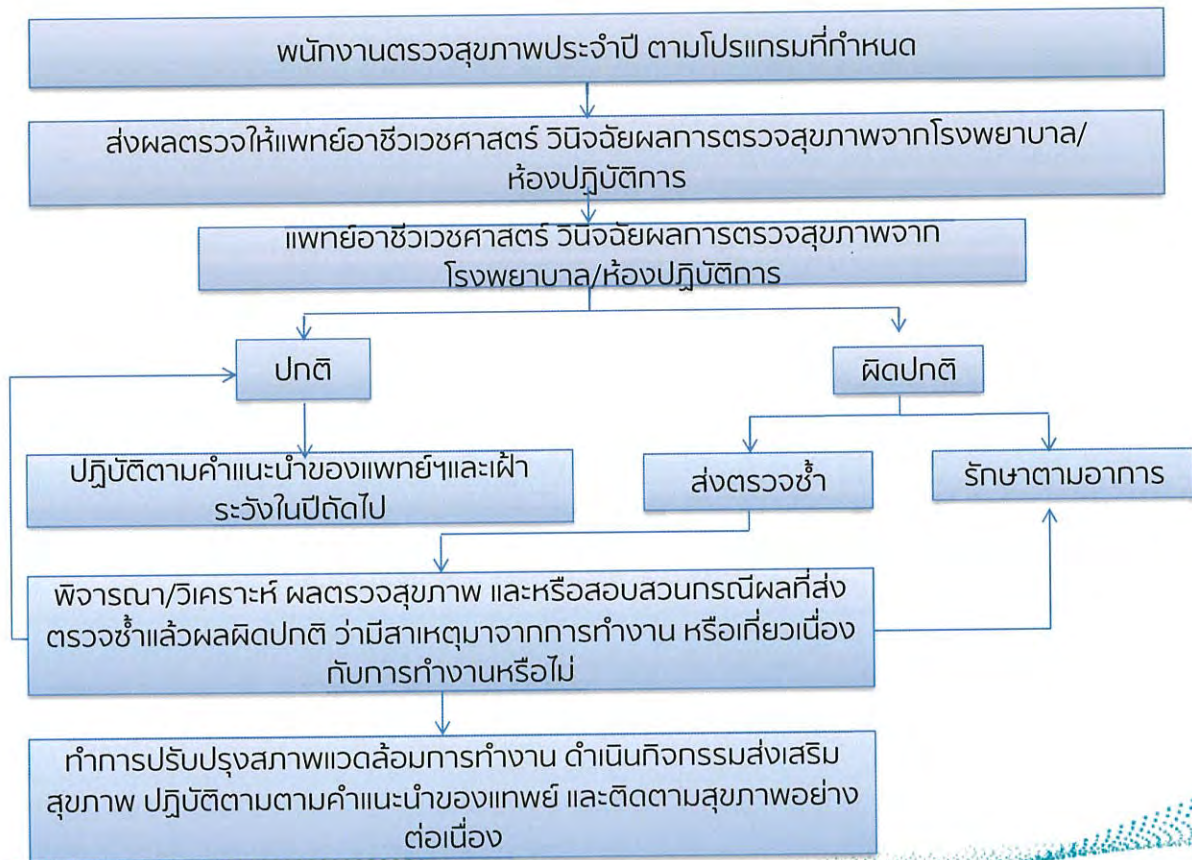 พนักงานตรวจสุขภาพประจำปี ตามโปรแกรมที่กำหนด
ส่งผลตรวจให้แพทย์อาชีวเวชศาสตร์ วินิจฉัยผลการตรวจสุขภาพจากโรงพยาบาล/
ห้องปฏิบัติการ
แพทย์อาชีวเวชศาสตร์ วินิจฉัยผลการตรวจสุขภาพจาก
โรงพยาบาล/ห้องปฏิบัติการ
ปกติ
ผิดปกติ
ปฏิบัติตามคำแนะนำของแพทย์ฯและเฝ้า
ระวังในปีถัดไป
ส่งตรวจซ้ำ
รักษาตามอาการ
พิจารณา/วิเคราะห์ ผลตรวจสุขภาพ และหรือสอบสวนกรณีผลที่ส่ง
ตรวจซ้ำแล้วผลผิดปกติ ว่ามีสาเหตุมาจากการทำงาน หรือเกี่ยวเนื่อง
กับการทำงานหรือไม่
ทำการปรับปรุงสภาพแวดล้อมการทำงาน ดำเนินกิจกรรมส่งเสริม
สุขภาพ ปฏิบัติตามตามคำแนะนำของแทพย์ และติดตามสุขภาพอย่าง
ต่อเนื่อง